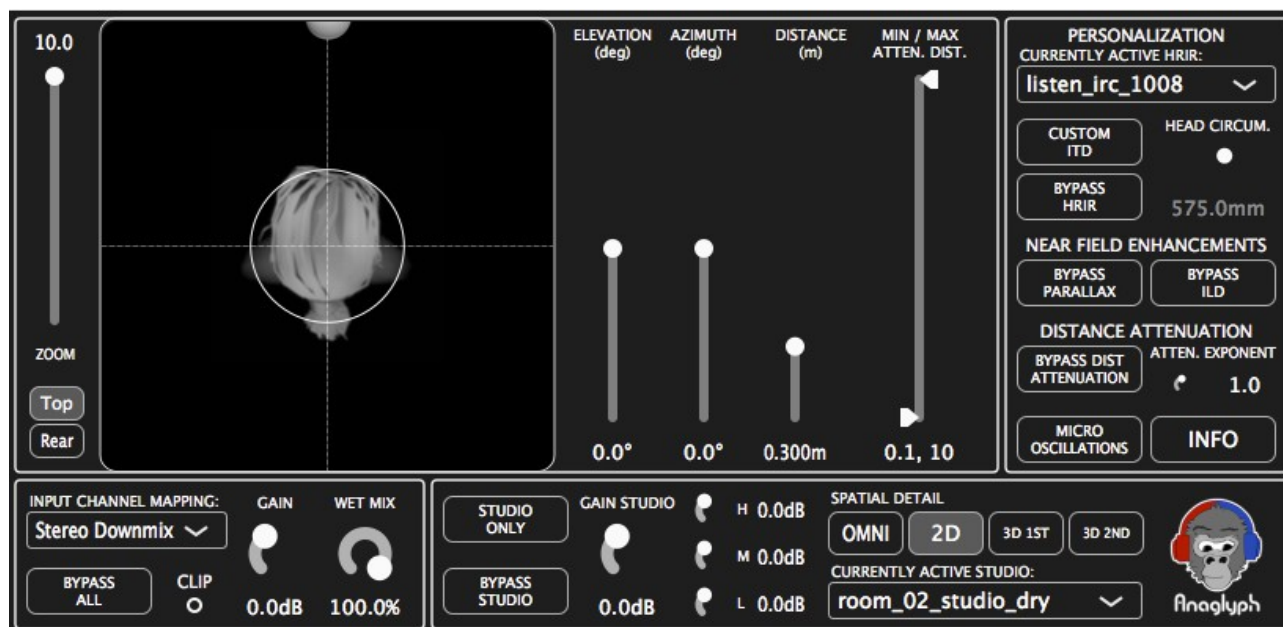 10.0
ZOOM
Top
Rear
ELEVATION
(deg)
0.0°
AZIMUTH
(deg)
0.0°
DISTANCE
(m)
0.300m
MIN / MAX
ATTEN. DIST.
0.1, 10
PERSONALIZATION
CURRENTLY ACTIVE HRIR:
listen_irc_1008
CUSTOM
ITD
HEAD CIRCUM.
BYPASS
HRIR
575.0mm
NEAR FIELD ENHANCEMENTS
BYPASS
PARALLAX
BYPASS
ILD
DISTANCE ATTENUATION
BYPASS DIST
ATTENUATION
ATTEN. EXPONENT
1.0
MICRO
OSCILLATIONS
INFO
INPUT CHANNEL MAPPING:
Stereo Downmix
BYPASS
ALL
CLIP
GAIN
0.0dB
WET MIX
100.0%
STUDIO
ONLY
BYPASS
STUDIO
GAIN STUDIO
0.0dB
H 0.0dB
M 0.0dB
L 0.0dB
SPATIAL DETAIL
OMNI
2D
3D 1ST
3D 2ND
CURRENTLY ACTIVE STUDIO:
room_02_studio_dry
Anaglyph